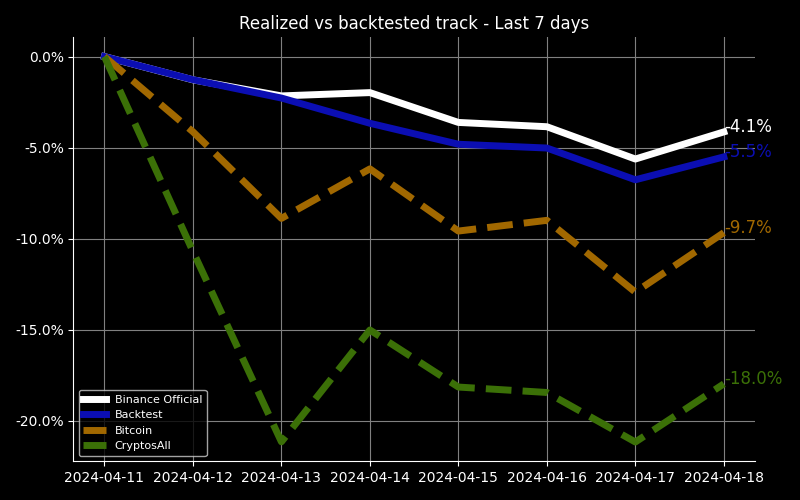 Realized vs backtested track - Last 7 days
0.0%
-5.0%
-10.0%
-15.0%
-20.0%
-4.1%
-5.5%
-9.7%
-18.0%
Binance Official
Backtest
Bitcoin
CryptosAll
2024-04-11 2024-04-12 2024-04-13 2024-04-14 2024-04-15 2024-04-16 2024-04-17 2024-04-18